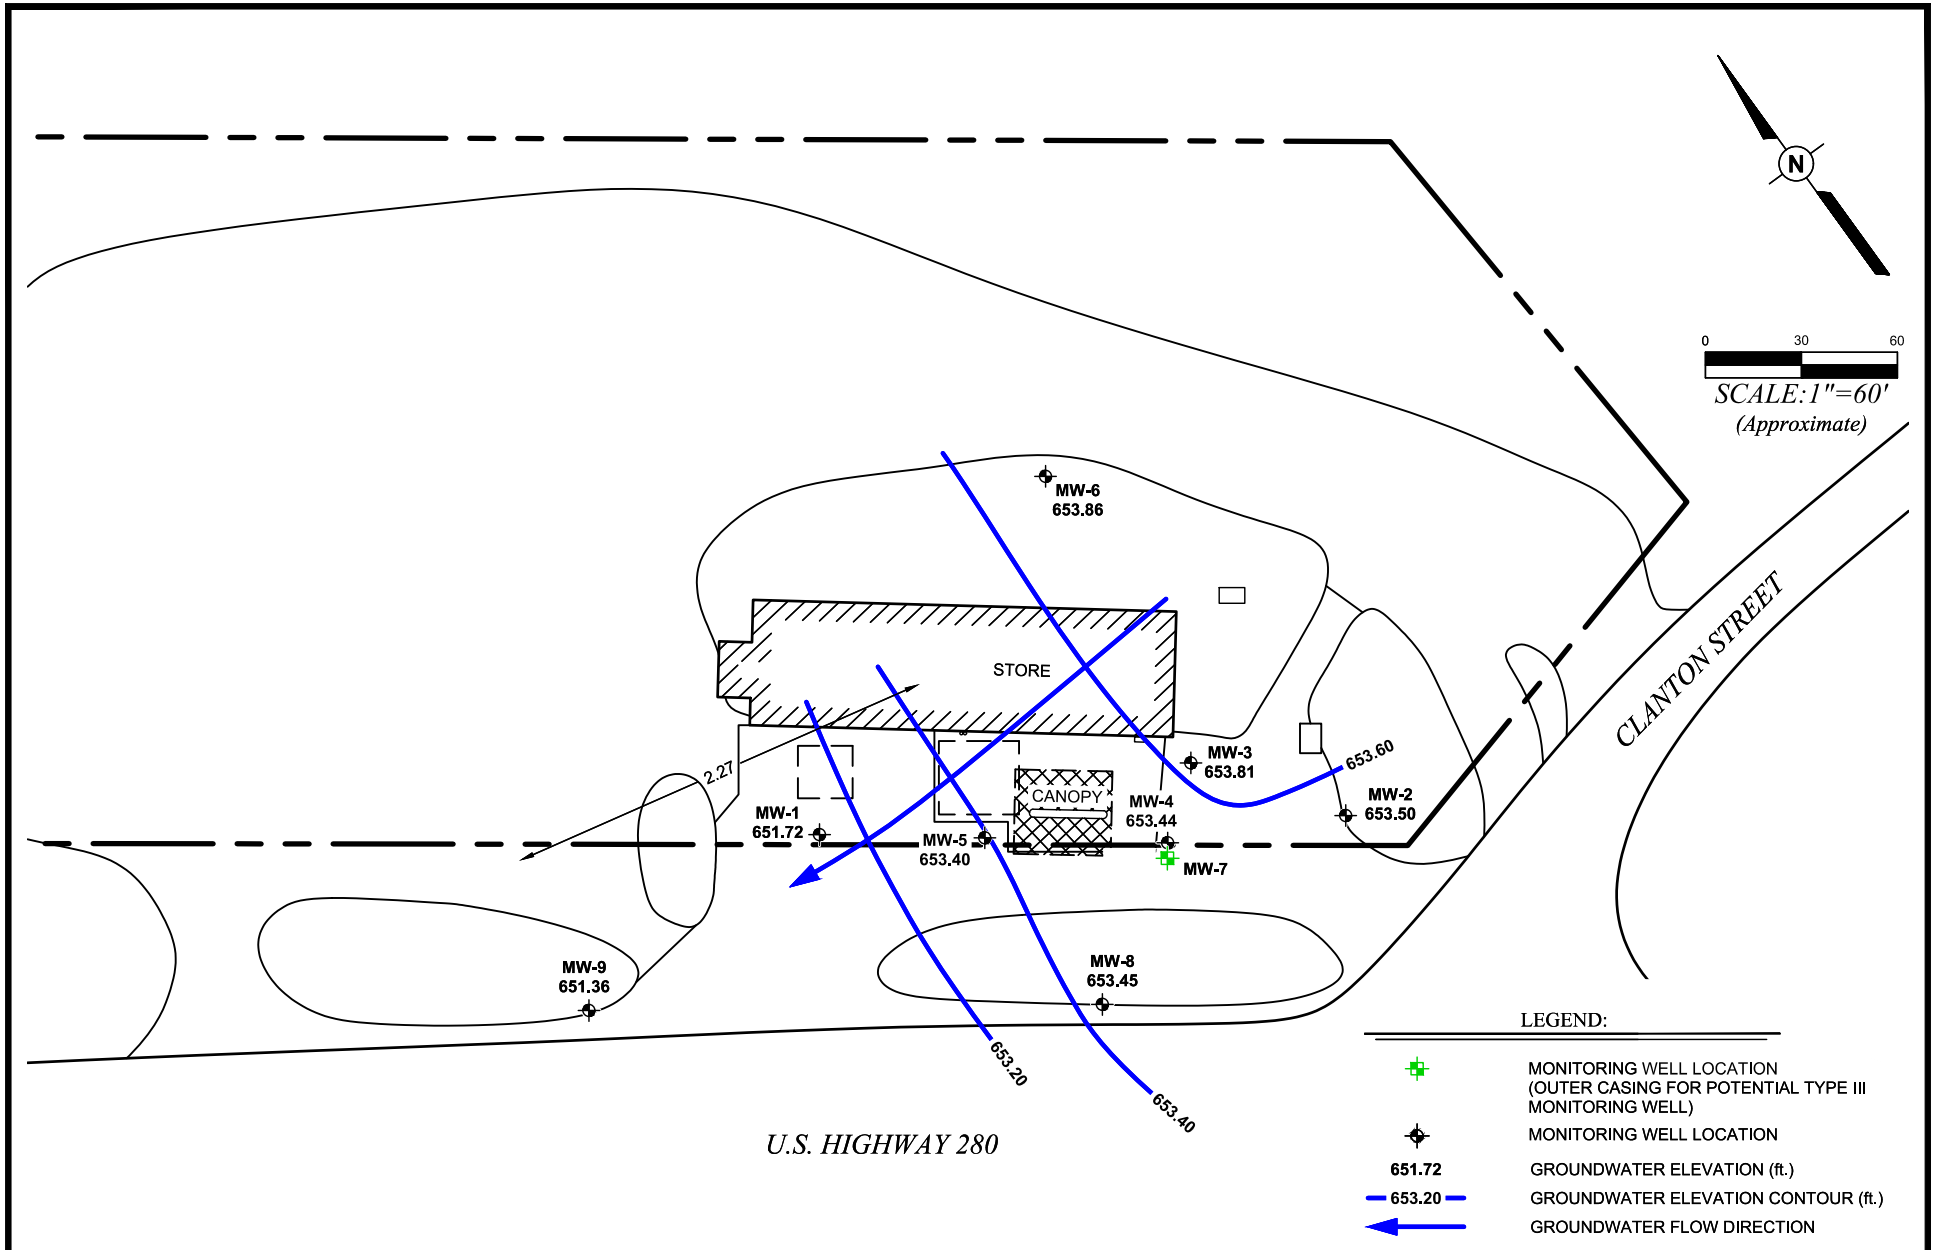 N
0 30 60
SCALE:1"=60'
(Approximate)
MW-6
653.86
STORE
CLANTON STREET
MW-3
653.81
653.60
2.27
8
CANOPY
MW-4
653.44
MW-2
653.50
MW-1
651.72
MW-5
653.40
MW-7
MW-9
651.36
MW-8
653.45
653.20
653.40
U.S. HIGHWAY 280
LEGEND:
MONITORING WELL LOCATION
(OUTER CASING FOR POTENTIAL TYPE III
MONITORING WELL)
MONITORING WELL LOCATION
651.72 GROUNDWATER ELEVATION (ft.)
653.20 GROUNDWATER ELEVATION CONTOUR (ft.)
GROUNDWATER FLOW DIRECTION